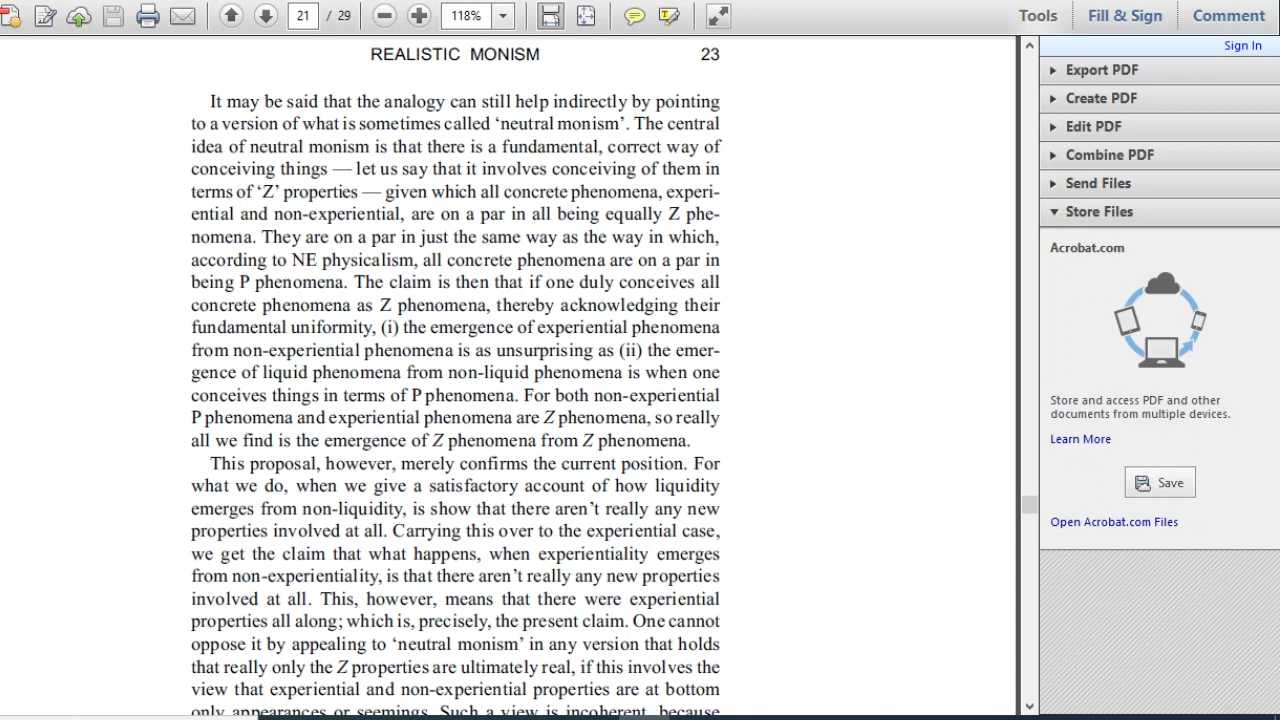 21 / 29
118%
Tools
Fill & Sign
Comment
Sign In
REALISTIC MONISM 23
It may be said that the analogy can still help indirectly by pointing
to a version of what is sometimes called ‘neutral monism’. The central
idea of neutral monism is that there is a fundamental, correct way of
conceiving things — let us say that it involves conceiving of them in
terms of ‘Z’ properties — given which all concrete phenomena, experi-
ential and non-experiential, are on a par in all being equally Z phe-
nomena. They are on a par in just the same way as the way in which,
according to NE physicalism, all concrete phenomena are on a par in
being P phenomena. The claim is then that if one duly conceives all
concrete phenomena as Z phenomena, thereby acknowledging their
fundamental uniformity, (i) the emergence of experiential phenomena
from non-experiential phenomena is as unsurprising as (ii) the emer-
gence of liquid phenomena from non-liquid phenomena is when one
conceives things in terms of P phenomena. For both non-experiential
P phenomena and experiential phenomena are Z phenomena, so really
all we find is the emergence of Z phenomena from Z phenomena.
This proposal, however, merely confirms the current position. For
what we do, when we give a satisfactory account of how liquidity
emerges from non-liquidity, is show that there aren’t really any new
properties involved at all. Carrying this over to the experiential case,
we get the claim that what happens, when experientiality emerges
from non-experientiality, is that there aren’t really any new properties
involved at all. This, however, means that there were experiential
properties all along; which is, precisely, the present claim. One cannot
oppose it by appealing to ‘neutral monism’ in any version that holds
that really only the Z properties are ultimately real, if this involves the
view that experiential and non-experiential properties are at bottom
only appearances or seemings. Such a view is incoherent, because
Export PDF
Create PDF
Edit PDF
Combine PDF
Send Files
Store Files
Acrobat.com
Store and access PDF and other
documents from multiple devices.
Learn More
Save
Open Acrobat.com Files